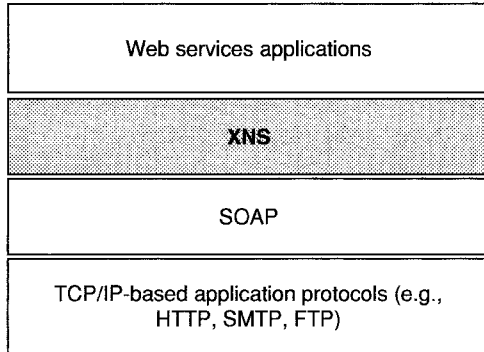 Web services applications
XNS
SOAP
TCP/IP-based application protocols (e.g.,
HTTP, SMTP, FTP)